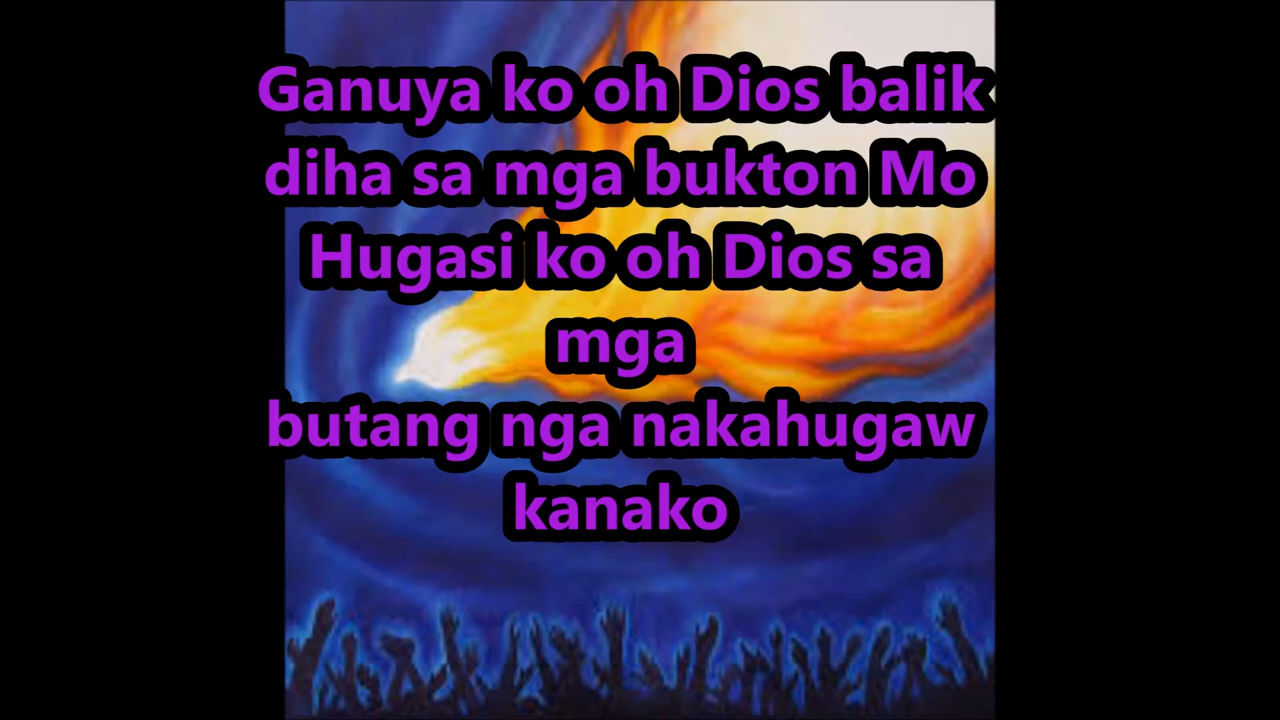 Ganuya ko oh Dios balik
diha sa mga bukton Mo
Hugasi ko oh Dios sa
mga
butang nga nakahugaw
kanako